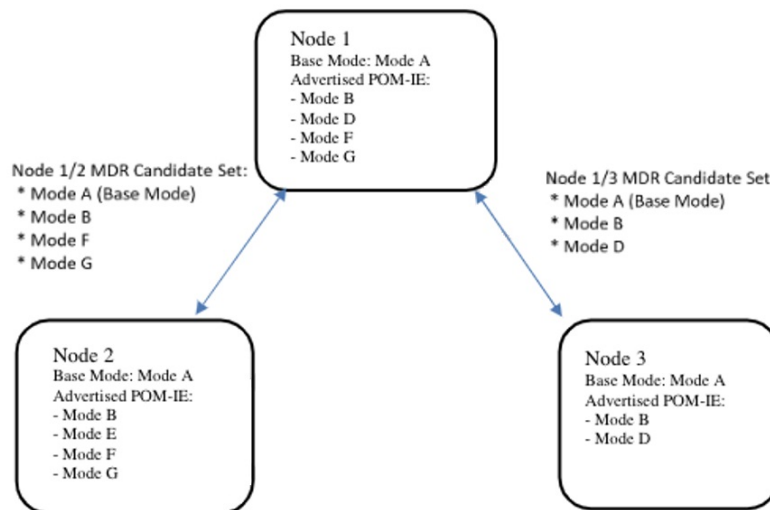 Node 1
Base Mode: Mode A
Advertised POM-IE:
- Mode B
- Mode D
- Mode F
- Mode G
Node 1/2 MDR Candidate Set:
* Mode A (Base Mode)
* Mode B
* Mode F
* Mode G
Node 1/3 MDR Candidate Set
* Mode A (Base Mode)
* Mode B
* Mode D
Node 2
Base Mode: Mode A
Advertised POM-IE:
- Mode B
- Mode E
- Mode F
- Mode G
Node 3
Base Mode: Mode A
Advertised POM-IE:
- Mode B
- Mode D